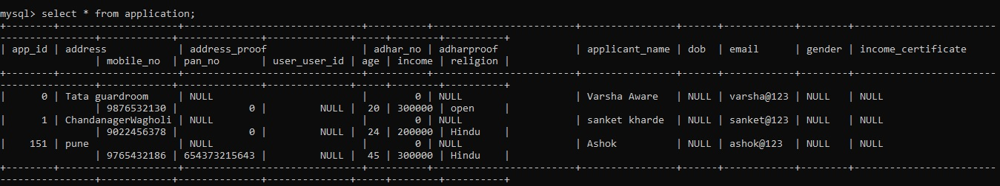 mysql> select * from application;
+--------+------------------+-------------------------------+----------+------------------------+----------------+------+------------+--------+------------------------
----------------+------------+--------------+--------------+-----+--------+----------+
| app_id | address | address_proof | adhar_no | adharproof | applicant_name | dob | email | gender | income_certificate
| mobile_no | pan_no | user_user_id | age | income | religion |
+--------+------------------+-------------------------------+----------+------------------------+----------------+------+------------+--------+------------------------
----------------+------------+--------------+--------------+-----+--------+----------+
| 0 | Tata guardroom | NULL | 0 | NULL | Varsha Aware | NULL | varsha@123 | NULL | NULL
| 9876532130 | 0 | NULL | 20 | 300000 | open |
| 1 | ChandanagerWagholi | NULL | 0 | NULL | sanket kharde | NULL | sanket@123 | NULL | NULL
| 9022456378 | 0 | NULL | 24 | 200000 | Hindu |
| 151 | pune | NULL | 0 | NULL | Ashok | NULL | ashok@123 | NULL | NULL
| 9765432186 | 654373215643 | NULL | 45 | 300000 | Hindu |
+--------+------------------+-------------------------------+----------+------------------------+----------------+------+------------+--------+------------------------
----------------+------------+--------------+--------------+-----+--------+----------+